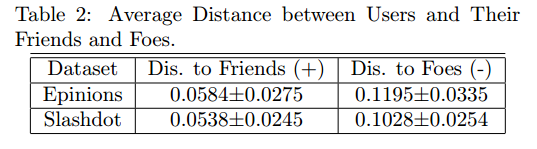 Table 2: Average Distance between Users and Their
Friends and Foes.
Dataset Dis. to Friends (+) Dis. to Foes (-)
Epinions 0.0584±0.0275 0.1195±0.0335
Slashdot 0.0538±0.0245 0.1028±0.0254